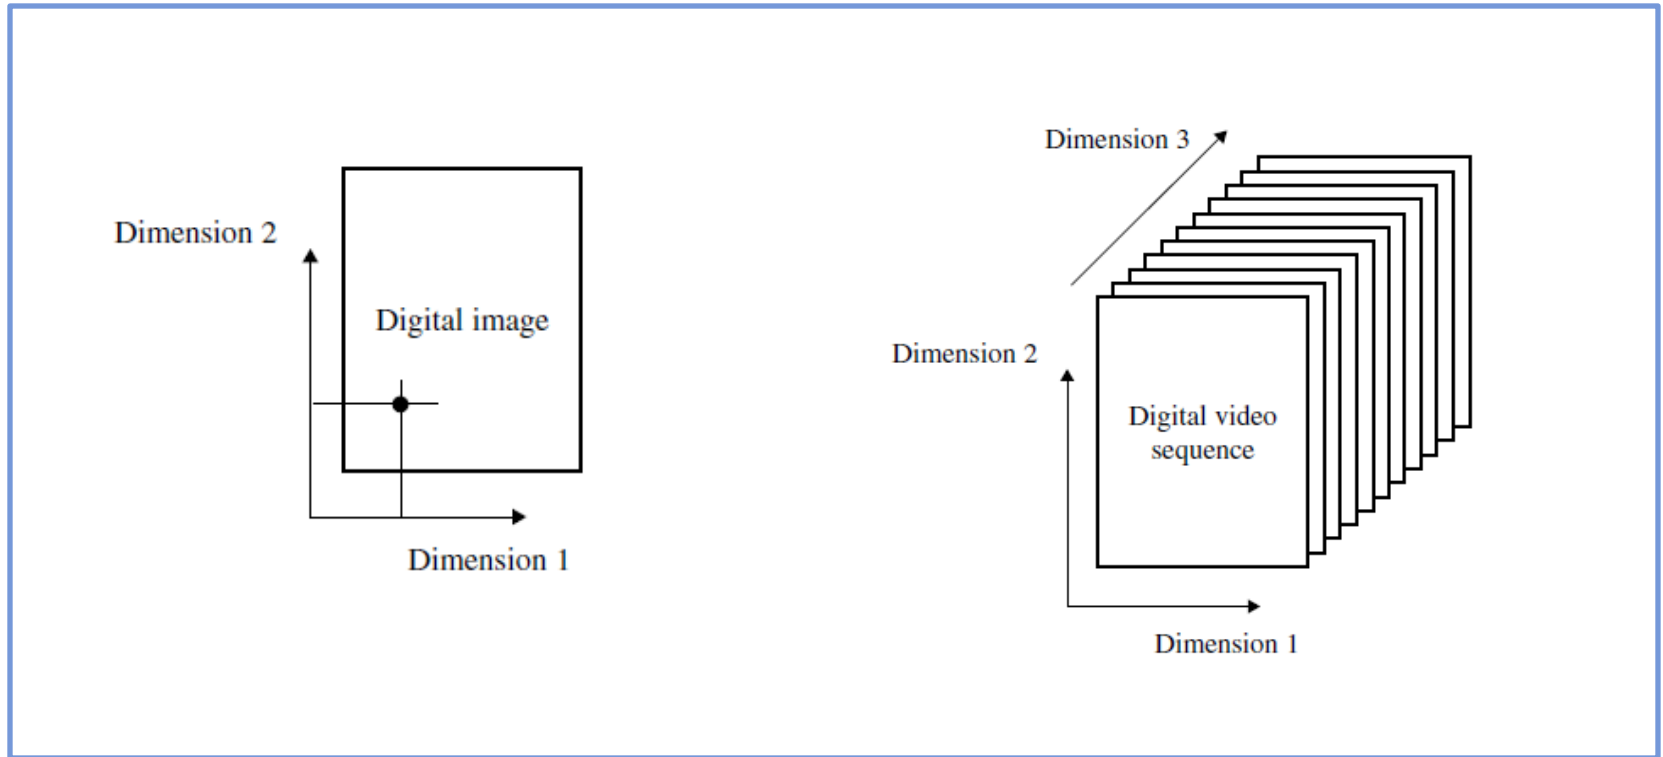 Dimension 2
Digital image
Dimension 1
Dimension 3
Dimension 2
Digital video
sequence
Dimension 1